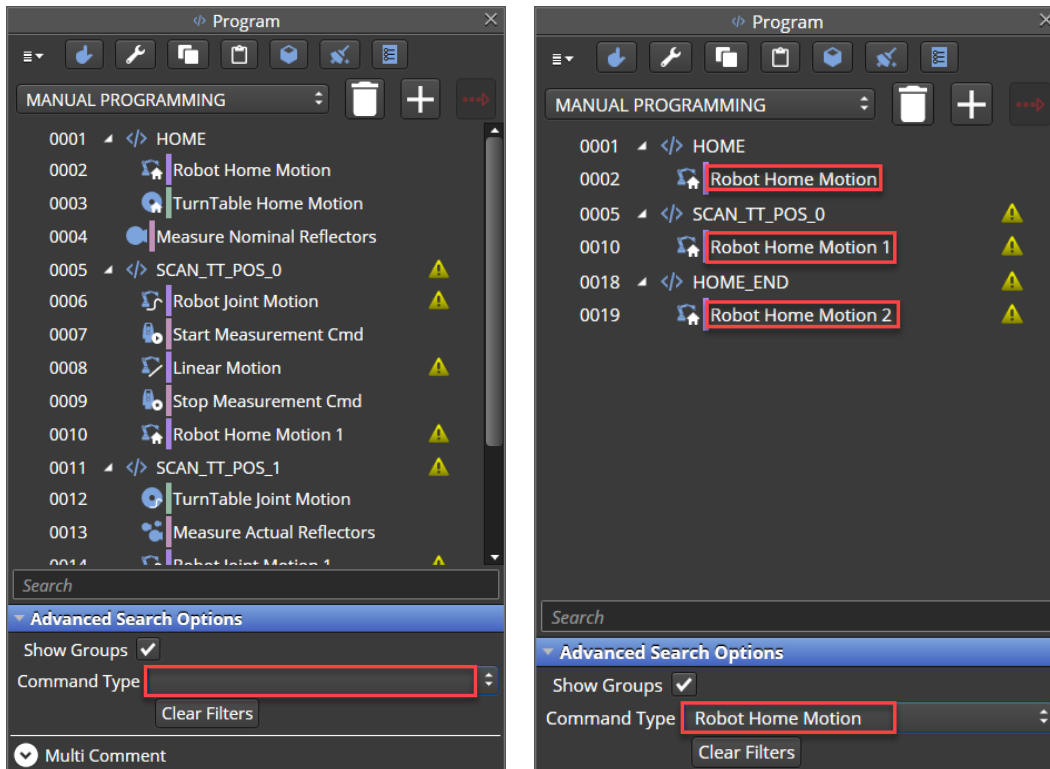 Program
MANUAL PROGRAMMING
0001 HOME
0002 Robot Home Motion
0003 TurnTable Home Motion
0004 Measure Nominal Reflectors
0005 SCAN_TT_POS_0
0006 Robot Joint Motion
0007 Start Measurement Cmd
0008 Linear Motion
0009 Stop Measurement Cmd
0010 Robot Home Motion 1
0011 SCAN_TT_POS_1
0012 TurnTable Joint Motion
0013 Measure Actual Reflectors
0014 Robot Joint Motion 1
Search
Advanced Search Options
Show Groups
Command Type
Clear Filters
Multi Comment
Program
MANUAL PROGRAMMING
0001 HOME
0002 Robot Home Motion
0005 SCAN_TT_POS_0
0010 Robot Home Motion 1
0018 HOME_END
0019 Robot Home Motion 2
Search
Advanced Search Options
Show Groups
Command Type Robot Home Motion
Clear Filters